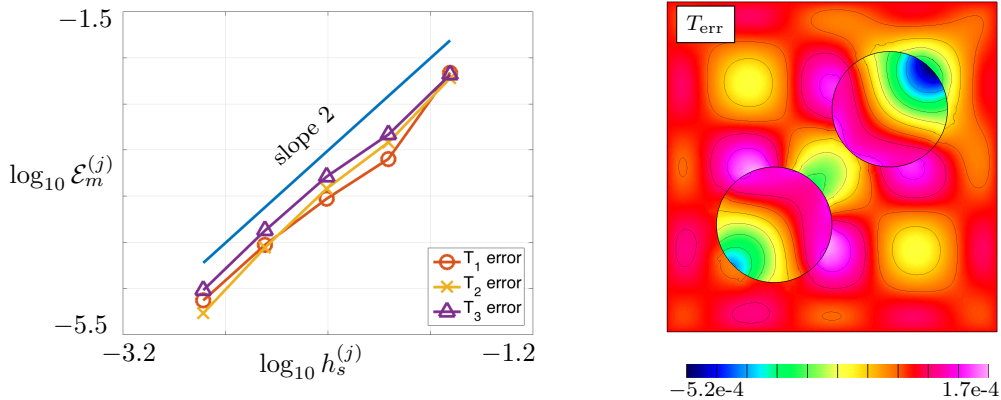 −1.5
log₁₀ ℰₘ⁽ʲ⁾
slope 2
T₁ error
T₂ error
T₃ error
−5.5
−3.2
log₁₀ hₛ⁽ʲ⁾
−1.2
Tₑᵣᵣ
−5.2e-4
1.7e-4